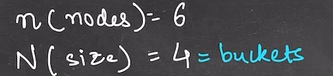 n (nodes) = 6
N (size) = 4 = buckets